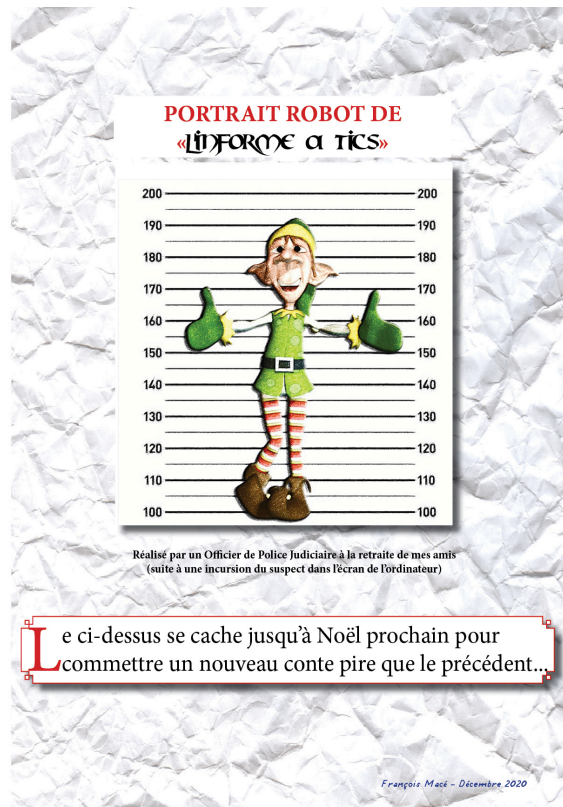 PORTRAIT ROBOT DE
«LINFORME A TICS»
200 200
190 190
180 180
170 170
160 160
150 150
140 140
130 130
120 120
110 110
100 100
Réalisé par un Officier de Police Judiciaire à la retraite de mes amis
(suite à une incursion du suspect dans l'écran de l'ordinateur)
Le ci-dessus se cache jusqu'à Noël prochain pour
commettre un nouveau conte pire que le précédent...
François Macé - Décembre 2020